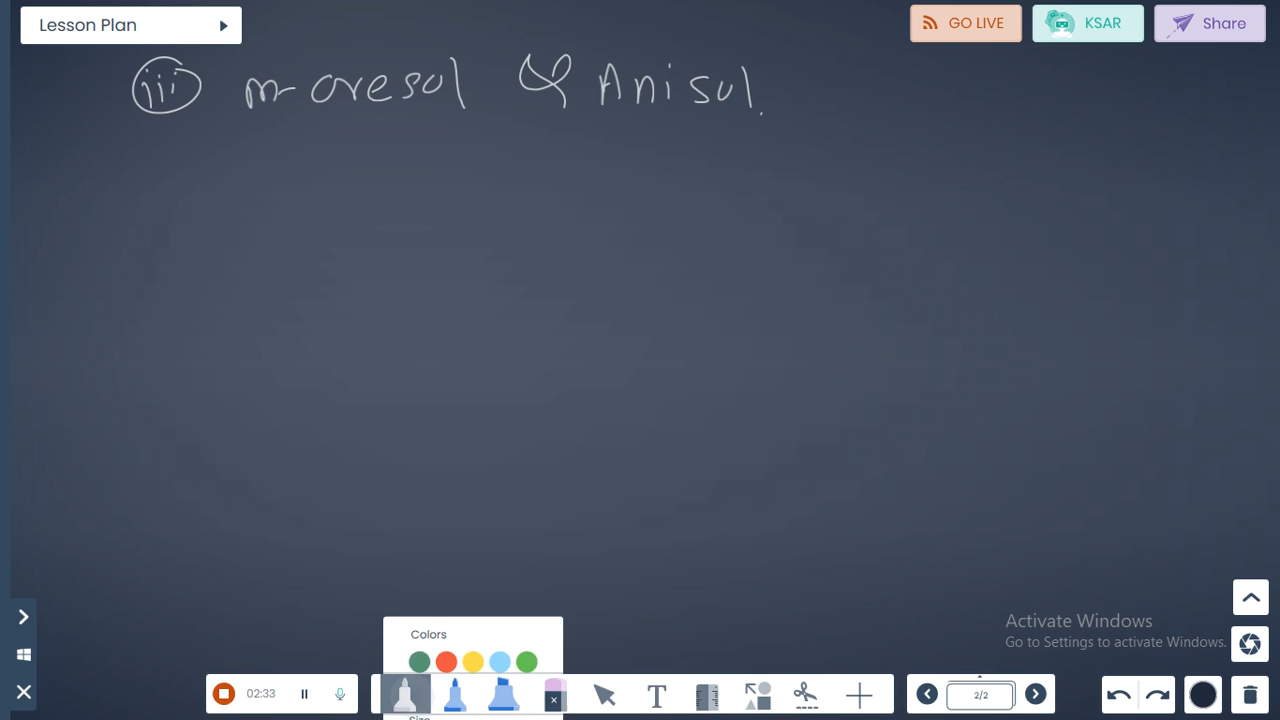 Lesson Plan
GO LIVE
KSAR
Share
iii m-cresol & Anisol.
Activate Windows
Go to Settings to activate Windows.
Colors
02:33
T
2/2
Size